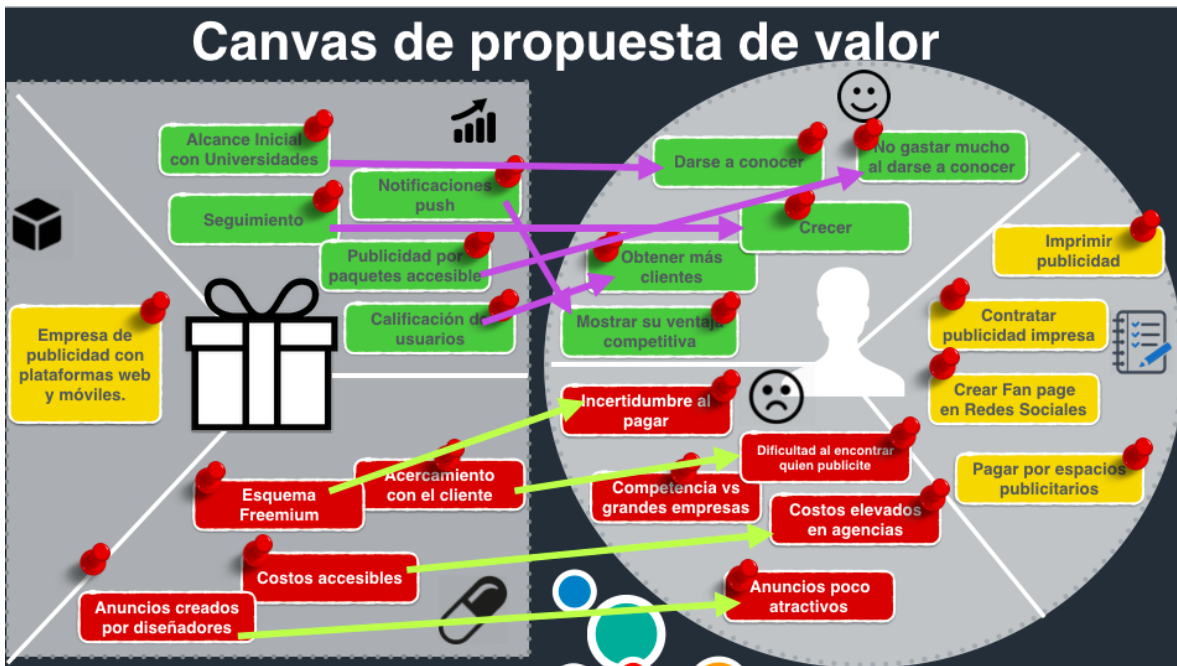 Canvas de propuesta de valor
Alcance Inicial
con Universidades
Notificaciones
push
Seguimiento
Publicidad por
paquetes accesible
Calificación de
usuarios
Empresa de
publicidad con
plataformas web
y móviles.
Esquema
Freemium
Acercamiento
con el cliente
Costos accesibles
Anuncios creados
por diseñadores
Darse a conocer
No gastar mucho
al darse a conocer
Crecer
Obtener más
clientes
Mostrar su ventaja
competitiva
Imprimir
publicidad
Contratar
publicidad impresa
Crear Fan page
en Redes Sociales
Pagar por espacios
publicitarios
Incertidumbre al
pagar
Dificultad al encontrar
quien publicite
Competencia vs
grandes empresas
Costos elevados
en agencias
Anuncios poco
atractivos